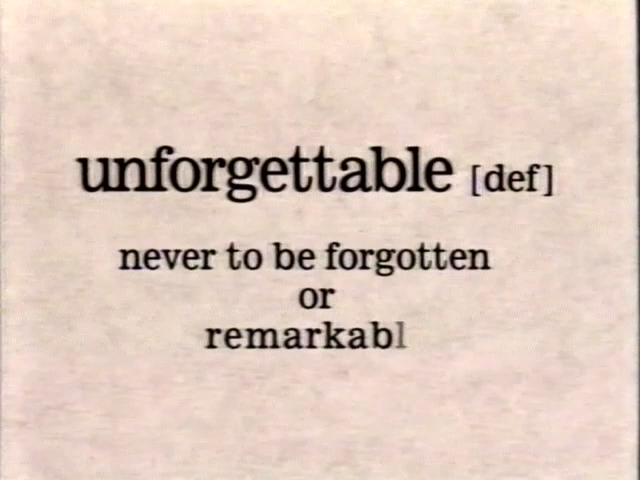 unforgettable [def]
never to be forgotten
or
remarkabl